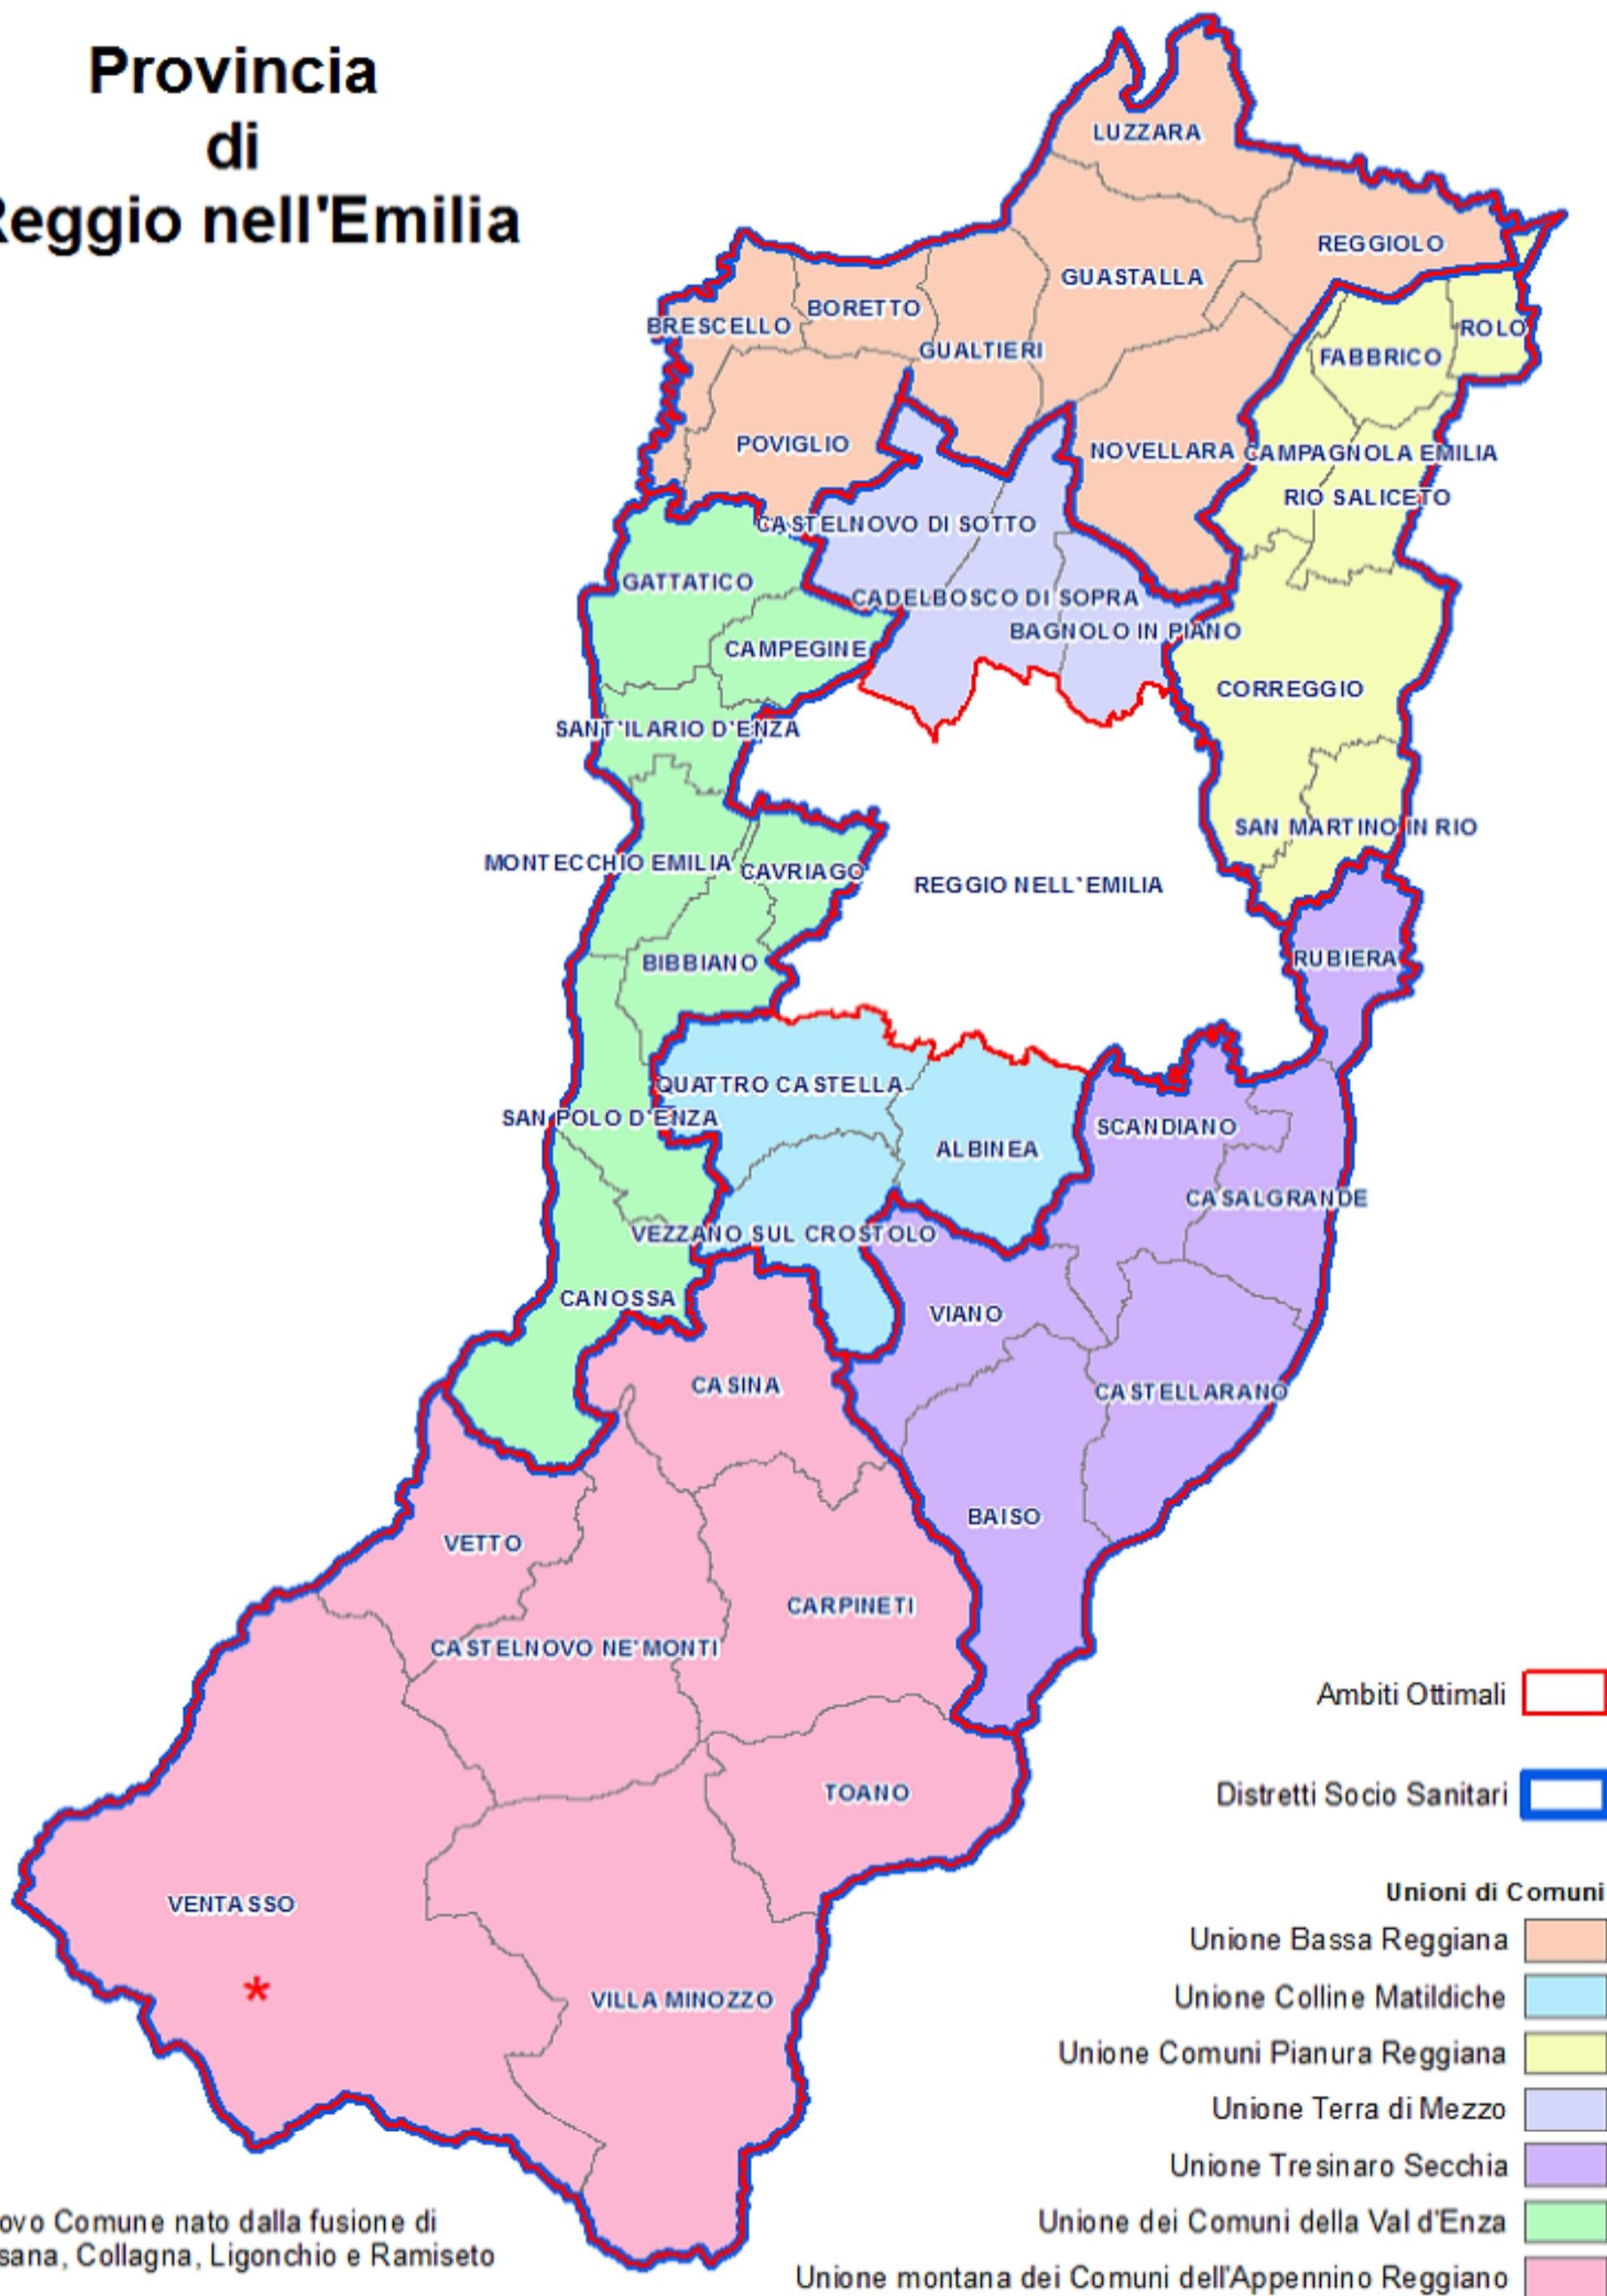 Provincia
di
Reggio nell'Emilia
LUZZARA
REGGIOLO
GUASTALLA
BORETTO
BRESCELLO
GUALTIERI
ROLO
FABBRICO
POVIGLIO
NOVELLARA
CAMPAGNOLA EMILIA
RIO SALICETO
CASTELNOVO DI SOTTO
GATTATICO
CADELBOSCO DI SOPRA
BAGNOLO IN PIANO
CAMPEGINE
CORREGGIO
SANT'ILARIO D'ENZA
SAN MARTINO IN RIO
MONTECCHIO EMILIA
CAVRIAGO
REGGIO NELL`EMILIA
RUBIERA
BIBBIANO
QUATTRO CASTELLA
SAN POLO D'ENZA
SCANDIANO
ALBINEA
CASALGRANDE
VEZZANO SUL CROSTOLO
CANOSSA
VIANO
CASINA
CASTELLARANO
BAISO
VETTO
CARPINETI
CASTELNOVO NE'MONTI
TOANO
VENTASSO
*
VILLA MINOZZO
Ambiti Ottimali
Distretti Socio Sanitari
Unioni di Comuni
Unione Bassa Reggiana
Unione Colline Matildiche
Unione Comuni Pianura Reggiana
Unione Terra di Mezzo
Unione Tresinaro Secchia
Unione dei Comuni della Val d'Enza
Unione montana dei Comuni dell'Appennino Reggiano
ovo Comune nato dalla fusione di
sana, Collagna, Ligonchio e Ramiseto